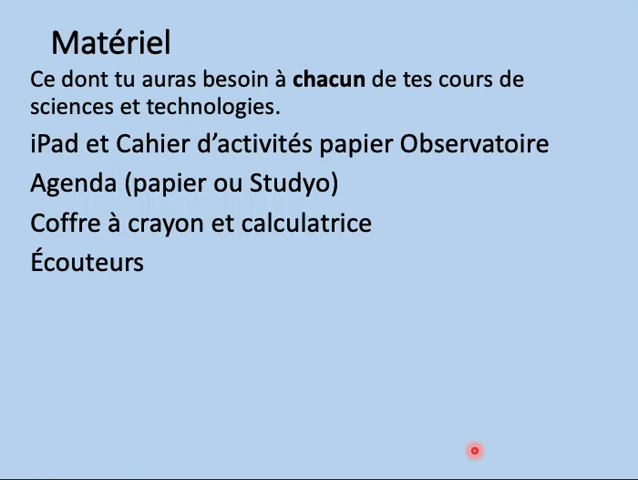 Matériel
Ce dont tu auras besoin à chacun de tes cours de
sciences et technologies.
iPad et Cahier d’activités papier Observatoire
Agenda (papier ou Studyo)
Coffre à crayon et calculatrice
Écouteurs